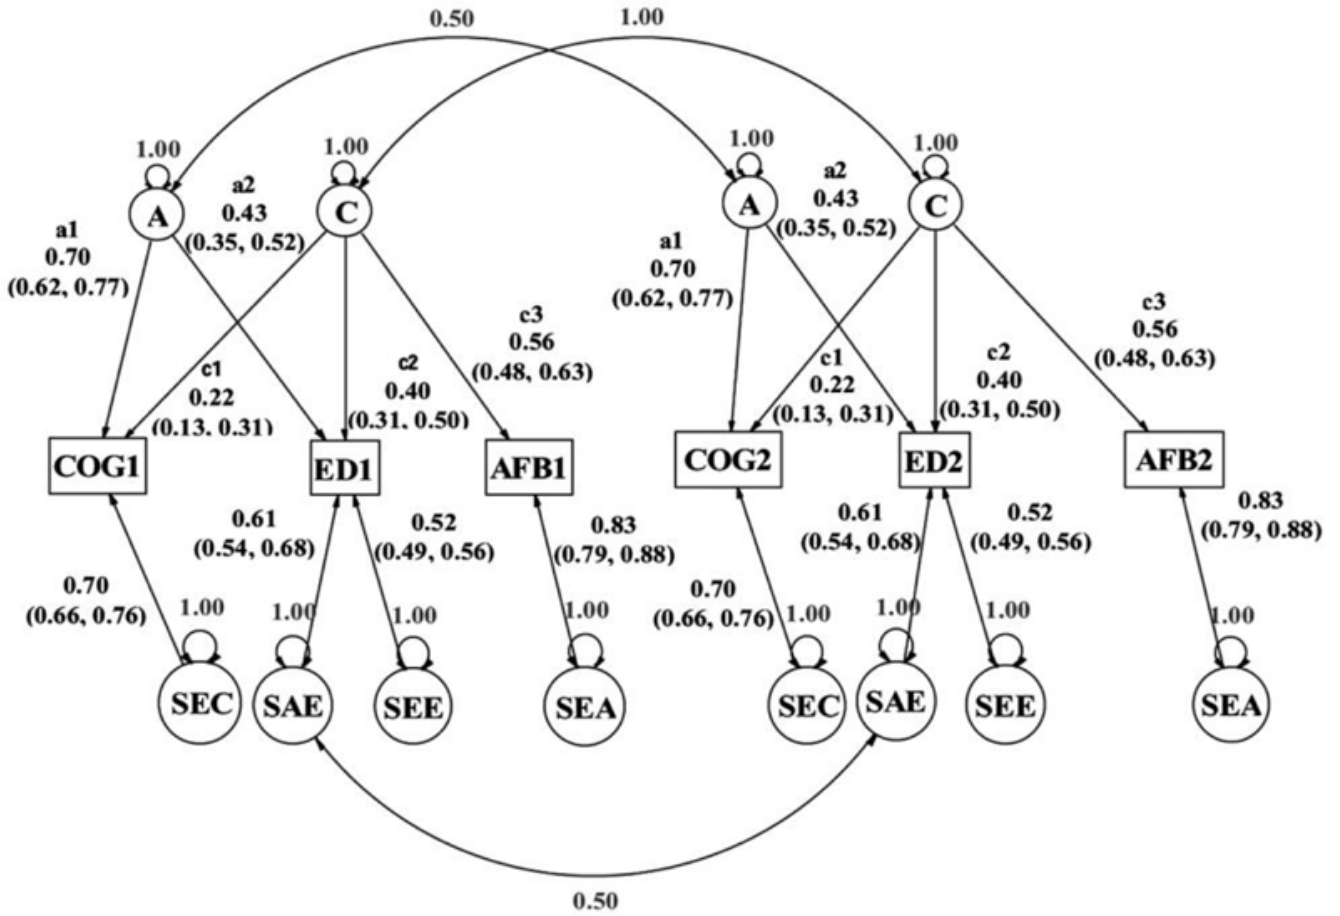 0.50
1.00
1.00
1.00
1.00
1.00
A
C
A
C
a1
0.70
(0.62, 0.77)
a2
0.43
(0.35, 0.52)
a1
0.70
(0.62, 0.77)
a2
0.43
(0.35, 0.52)
c1
0.22
(0.13, 0.31)
c2
0.40
(0.31, 0.50)
c3
0.56
(0.48, 0.63)
c1
0.22
(0.13, 0.31)
c2
0.40
(0.31, 0.50)
c3
0.56
(0.48, 0.63)
COG1
ED1
AFB1
COG2
ED2
AFB2
0.70
(0.66, 0.76)
0.61
(0.54, 0.68)
0.52
(0.49, 0.56)
0.83
(0.79, 0.88)
0.70
(0.66, 0.76)
0.61
(0.54, 0.68)
0.52
(0.49, 0.56)
0.83
(0.79, 0.88)
1.00
1.00
1.00
1.00
1.00
1.00
1.00
1.00
SEC
SAE
SEE
SEA
SEC
SAE
SEE
SEA
0.50